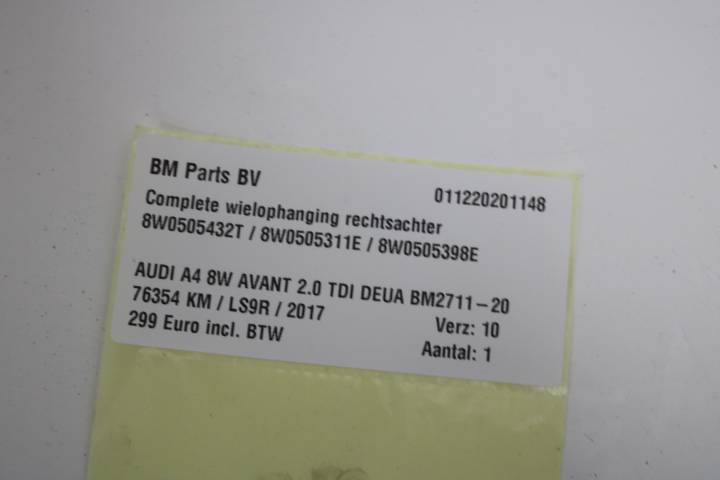 BM Parts BV 011220201148
Complete wielophanging rechtsachter
8W0505432T / 8W0505311E / 8W0505398E
AUDI A4 8W AVANT 2.0 TDI DEUA BM2711-20
76354 KM / LS9R / 2017 Verz: 10
299 Euro incl. BTW Aantal: 1